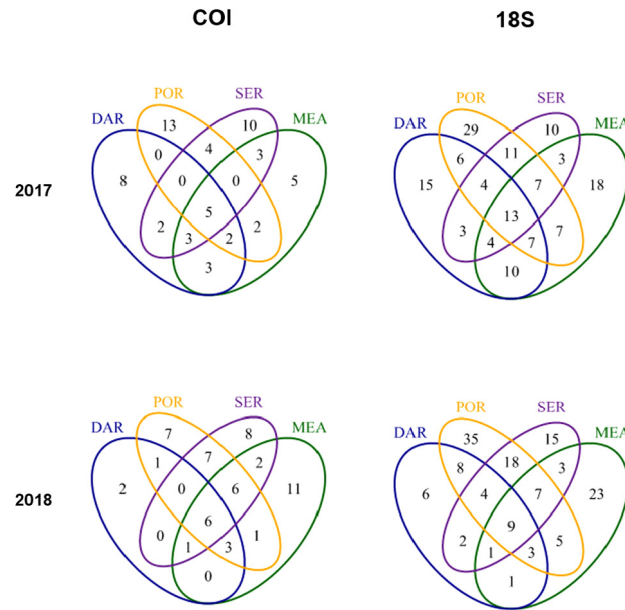 COI 18S
POR SER POR SER
DAR MEA DAR MEA
13 10 29 10
4 11
0 3 6 3
2017 8 0 0 5 15 4 7 18
5 13
2 2 3 7
3 2 4 7
3 10
POR SER POR SER
DAR MEA DAR MEA
7 8 35 15
1 7 2 8 18 3
2018 2 0 6 11 6 4 7 23
6 9
0 1 2 5
1 3 1 3
0 1